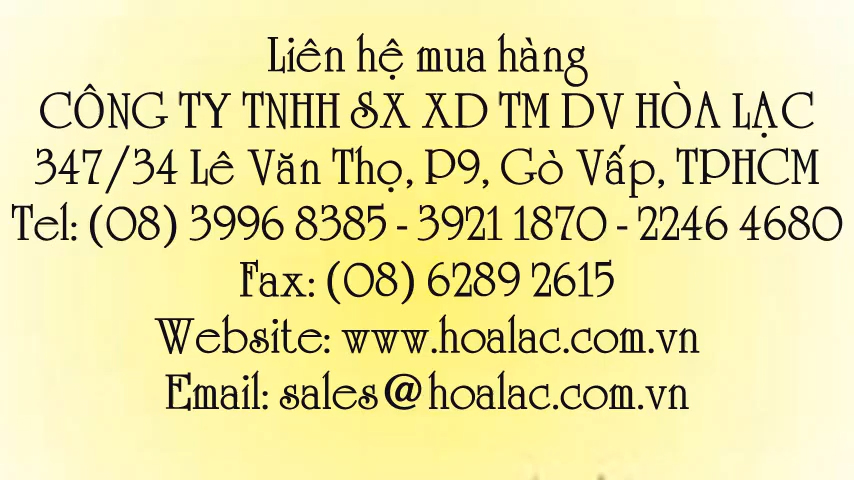 Liên hệ mua hàng
CÔNG TY TNHH SX XD TM DV HÒA LẠC
347/34 Lê Văn Thọ, P9, Gò Vấp, TPHCM
Tel: (08) 3996 8385 - 3921 1870 - 2246 4680
Fax: (08) 6289 2615
Website: www.hoalac.com.vn
Email: sales@hoalac.com.vn